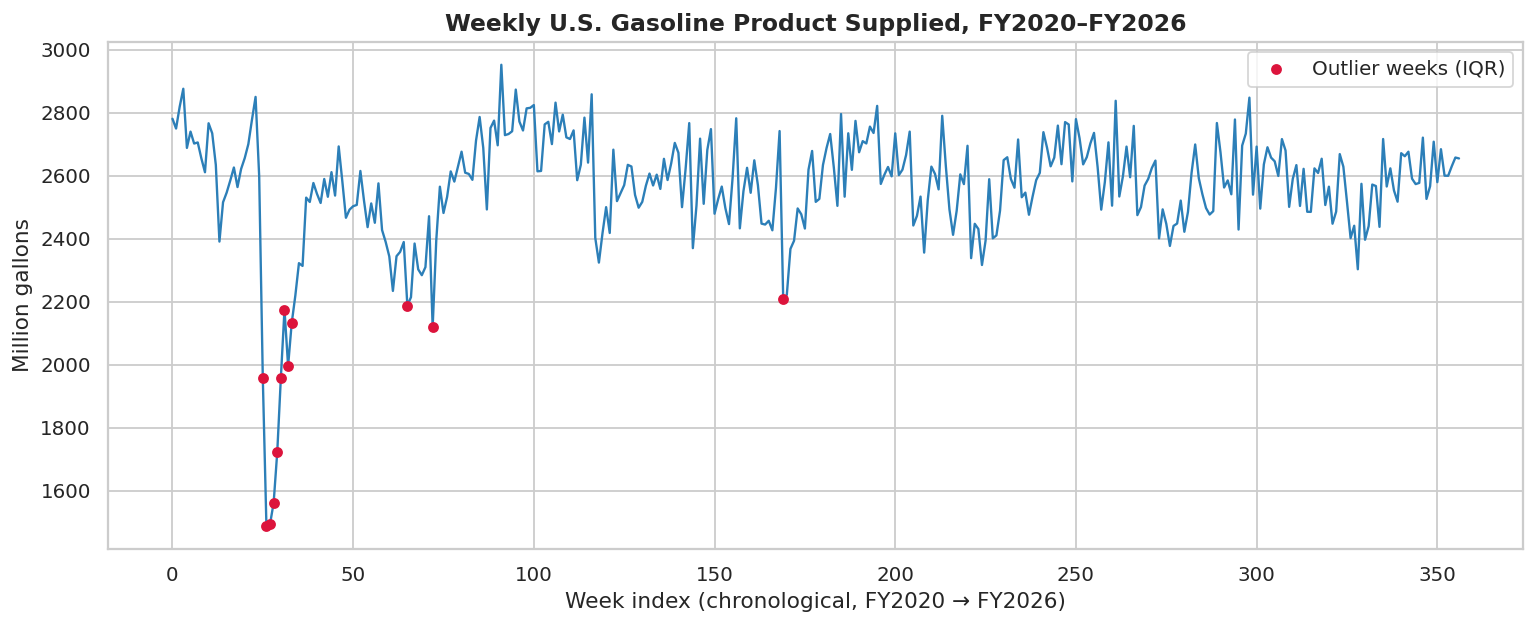 Weekly U.S. Gasoline Product Supplied, FY2020–FY2026
Outlier weeks (IQR)
Million gallons
3000
2800
2600
2400
2200
2000
1800
1600
0 50 100 150 200 250 300 350
Week index (chronological, FY2020 → FY2026)